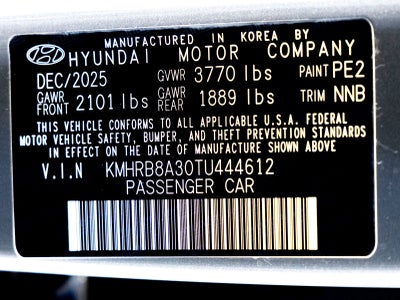 MANUFACTURED IN KOREA BY
HYUNDAI MOTOR COMPANY
DEC/2025 GVWR 3770 lbs PAINT PE2
GAWR FRONT 2101 lbs GAWR REAR 1889 lbs TRIM NNB
THIS VEHICLE CONFORMS TO ALL APPLICABLE U.S.A. FEDERAL
MOTOR VEHICLE SAFETY, BUMPER, AND THEFT PREVENTION STANDARDS
IN EFFECT ON THE DATE OF MANUFACTURE SHOWN ABOVE.
V.I.N KMHRB8A30TU444612
PASSENGER CAR